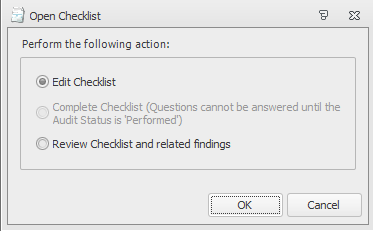 Open Checklist
Perform the following action:
Edit Checklist
Complete Checklist (Questions cannot be answered until the
Audit Status is 'Performed')
Review Checklist and related findings
OK
Cancel